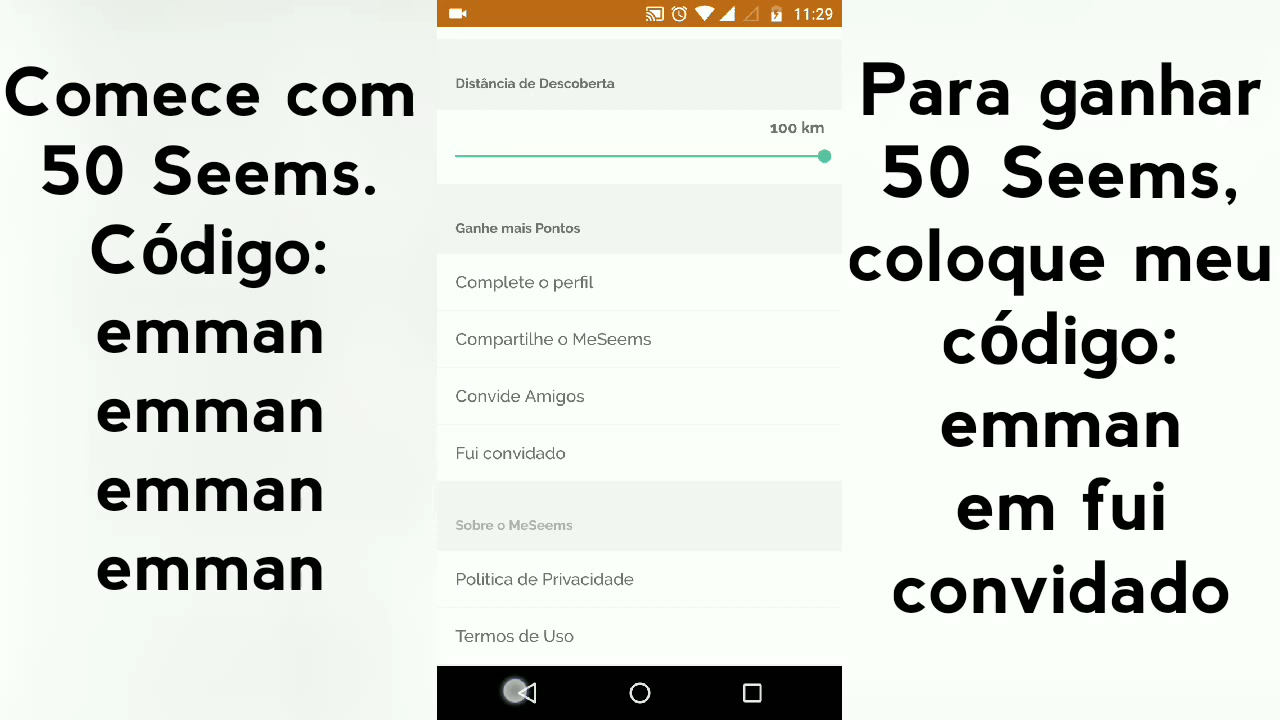 Comece com
50 Seems.
Código:
emman
emman
emman
emman
11:29
Distância de Descoberta
100 km
Ganhe mais Pontos
Complete o perfil
Compartilhe o MeSeems
Convide Amigos
Fui convidado
Sobre o MeSeems
Política de Privacidade
Termos de Uso
Para ganhar
50 Seems,
coloque meu
código:
emman
em fui
convidado